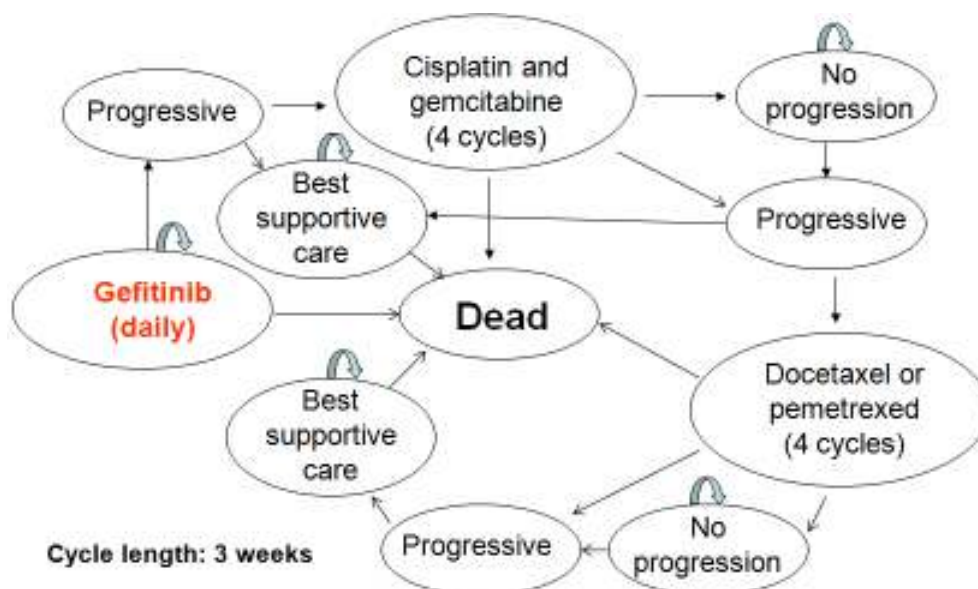 Cisplatin and
gemcitabine
(4 cycles)
No
progression
Progressive
Best
supportive
care
Progressive
Gefitinib
(daily)
Dead
Best
supportive
care
Docetaxel or
pemetrexed
(4 cycles)
Progressive
No
progression
Cycle length: 3 weeks